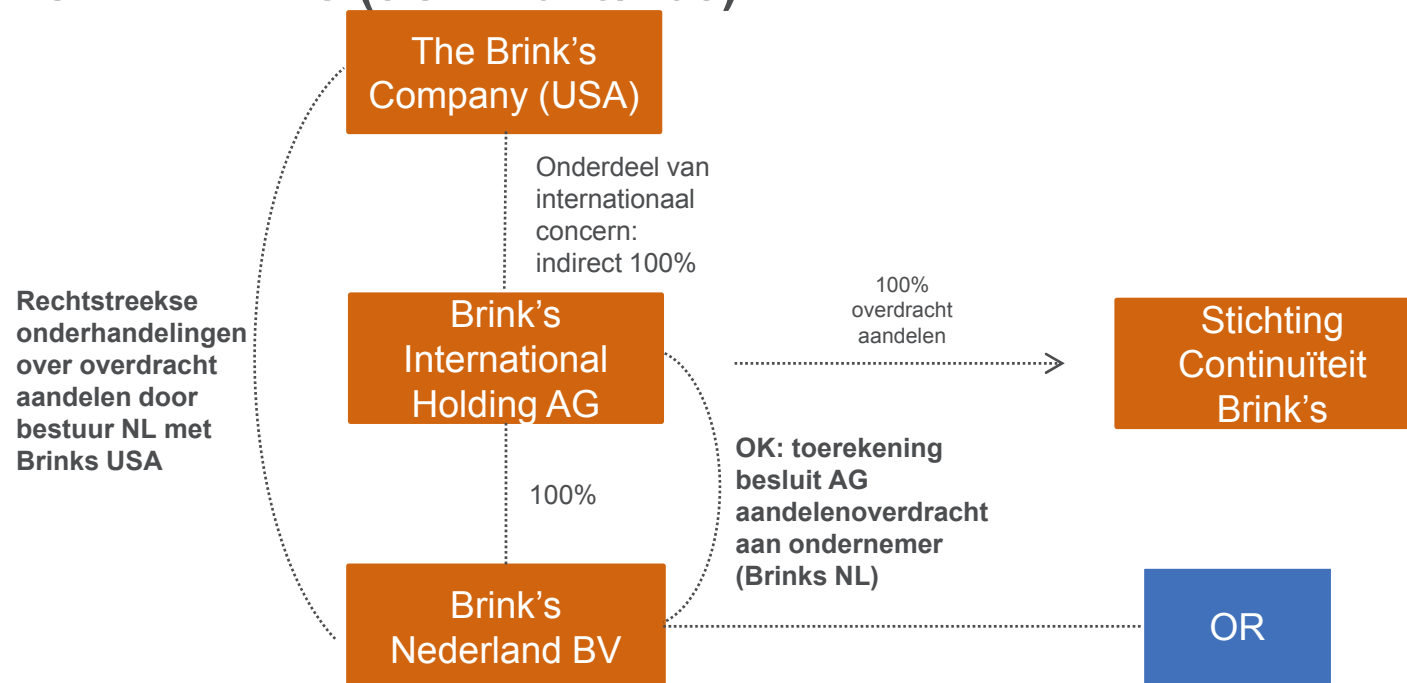 The Brink's
Company (USA)
Onderdeel van
internationaal
concern:
indirect 100%
Rechtstreekse
onderhandelingen
over overdracht
aandelen door
bestuur NL met
Brinks USA
Brink's
International
Holding AG
100%
overdracht
aandelen
Stichting
Continuïteit
Brink's
OK: toerekening
besluit AG
aandelenoverdracht
aan ondernemer
(Brinks NL)
100%
Brink's
Nederland BV
OR